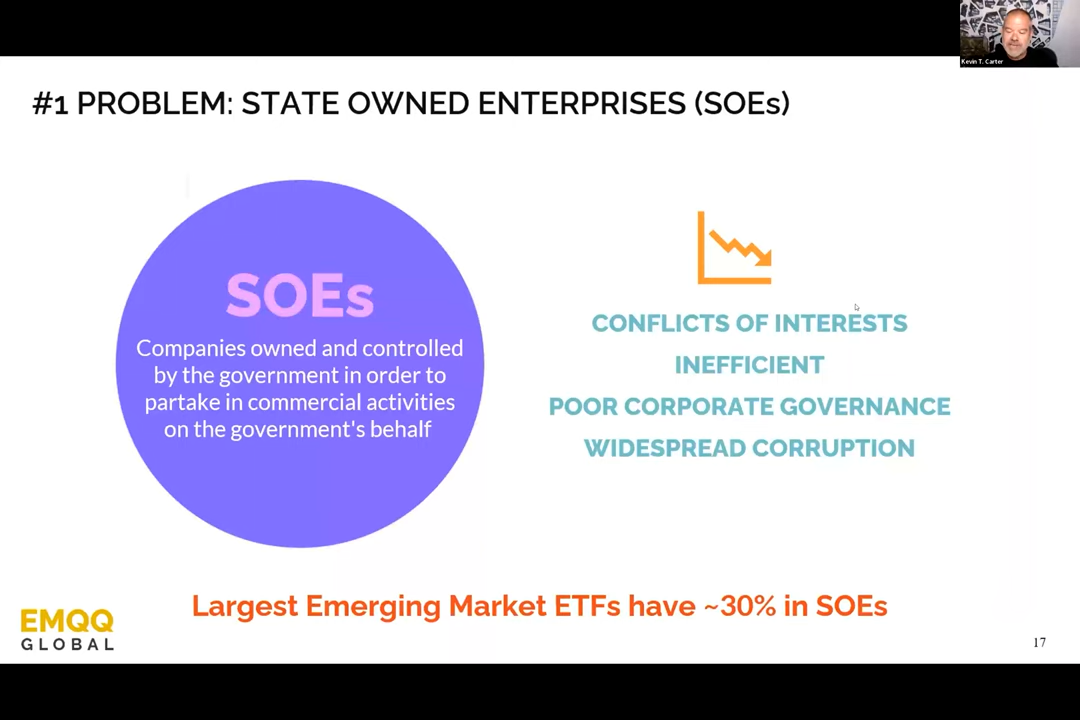 Kevin T. Carter
#1 PROBLEM: STATE OWNED ENTERPRISES (SOEs)
SOEs
Companies owned and controlled
by the government in order to
partake in commercial activities
on the government's behalf
CONFLICTS OF INTERESTS
INEFFICIENT
POOR CORPORATE GOVERNANCE
WIDESPREAD CORRUPTION
Largest Emerging Market ETFs have ~30% in SOEs
EMQQ
GLOBAL
17